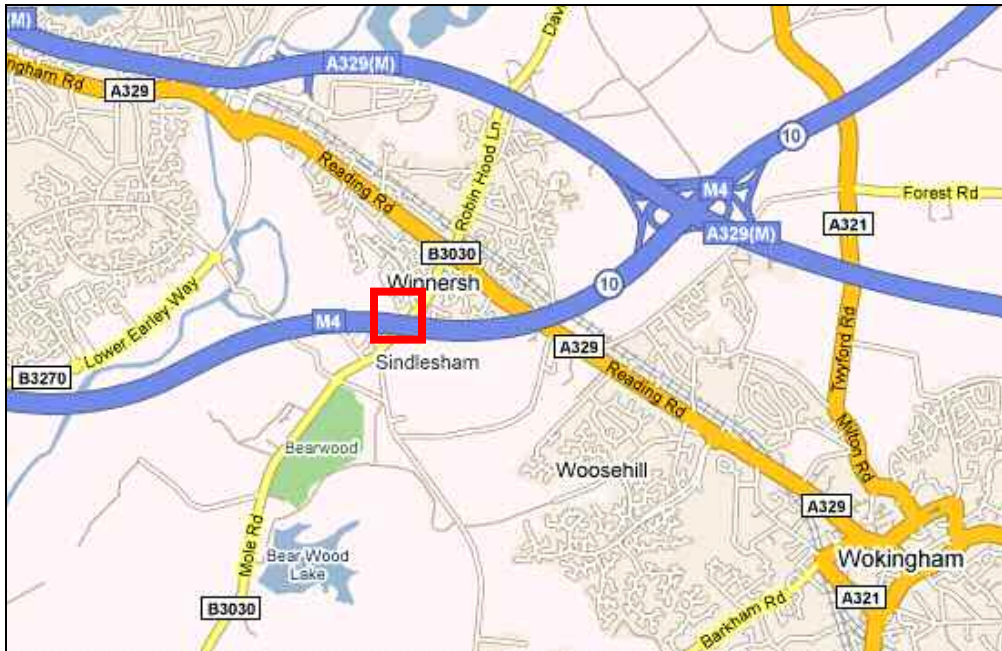 (M)
A329(M)
Dav
ingham Rd
A329
10
Reading Rd
Robin Hood Ln
M4
Forest Rd
A321
A329(M)
B3030
Winnersh
10
Lower Earley Way
M4
A329
Twyford Rd
Sindlesham
B3270
Reading Rd
Milton Rd
Bearwood
Woosehill
A329
Mole Rd
Bear Wood
Lake
Wokingham
B3030
A321
Barkham Rd